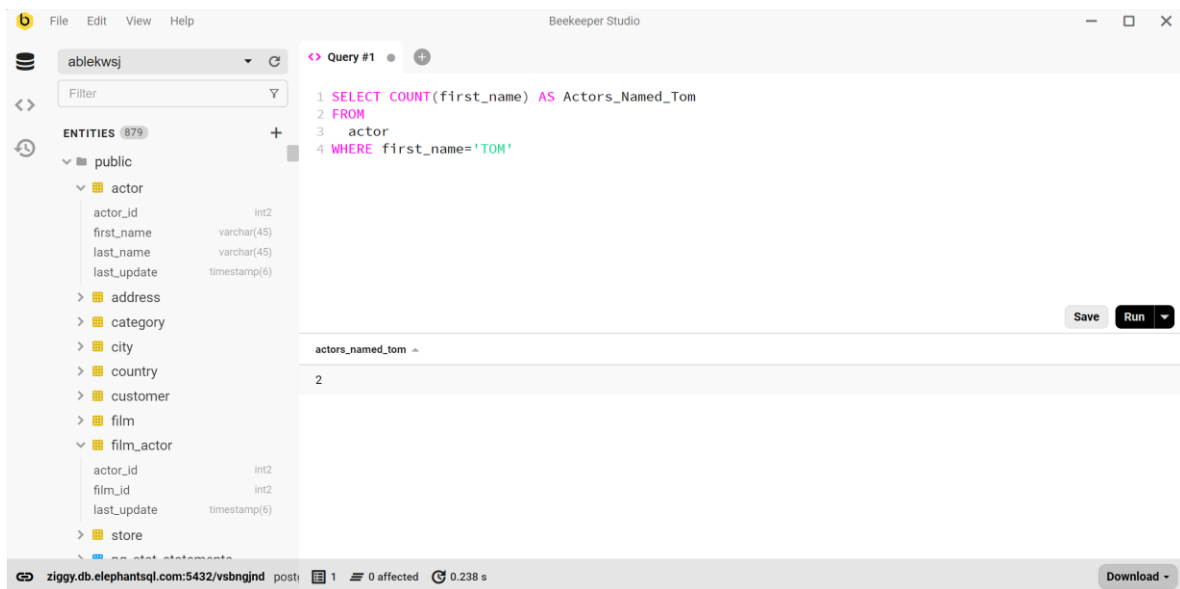 b File Edit View Help Beekeeper Studio
ablekwsj
Filter
ENTITIES 879
public
actor
actor_id int2
first_name varchar(45)
last_name varchar(45)
last_update timestamp(6)
address
category
city
country
customer
film
film_actor
actor_id int2
film_id int2
last_update timestamp(6)
store
<> Query #1
1 SELECT COUNT(first_name) AS Actors_Named_Tom
2 FROM
3 actor
4 WHERE first_name='TOM'
Save Run
actors_named_tom
2
ziggy.db.elephantsql.com:5432/vsbngjnd 1 0 affected 0.238 s Download